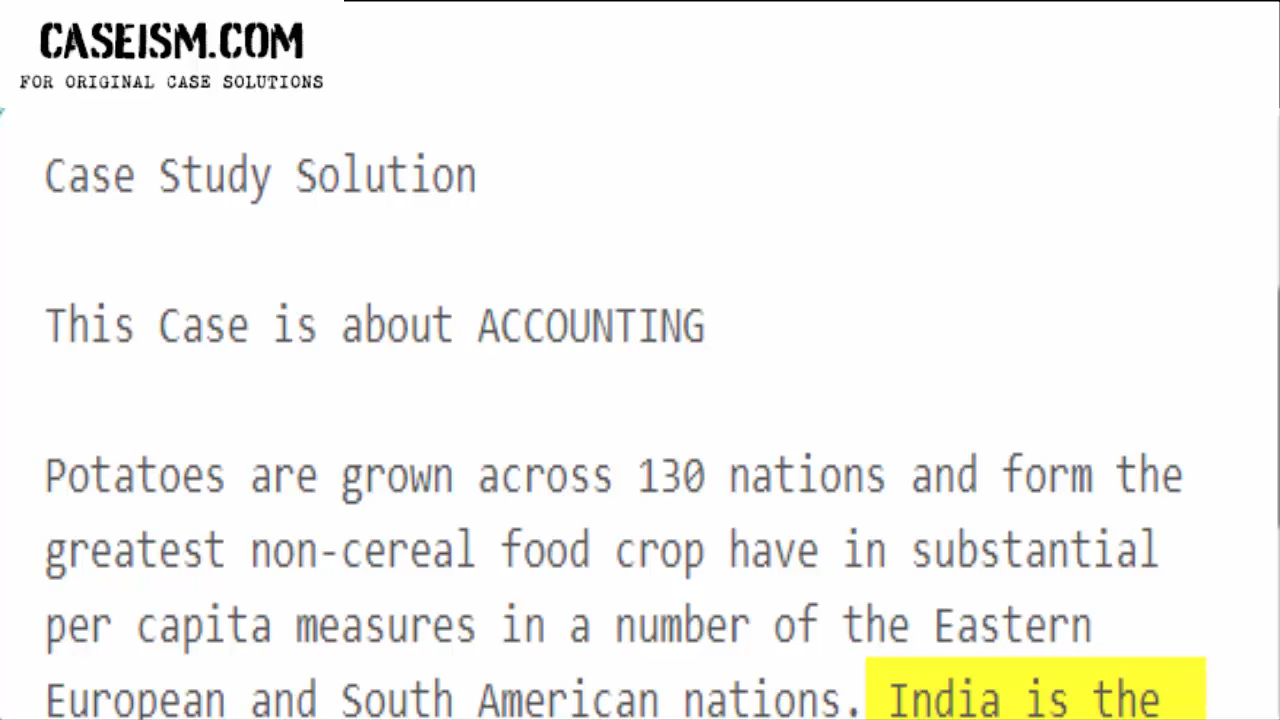 CASEISM.COM
FOR ORIGINAL CASE SOLUTIONS
Case Study Solution
This Case is about ACCOUNTING
Potatoes are grown across 130 nations and form the
greatest non-cereal food crop have in substantial
per capita measures in a number of the Eastern
European and South American nations. India is the